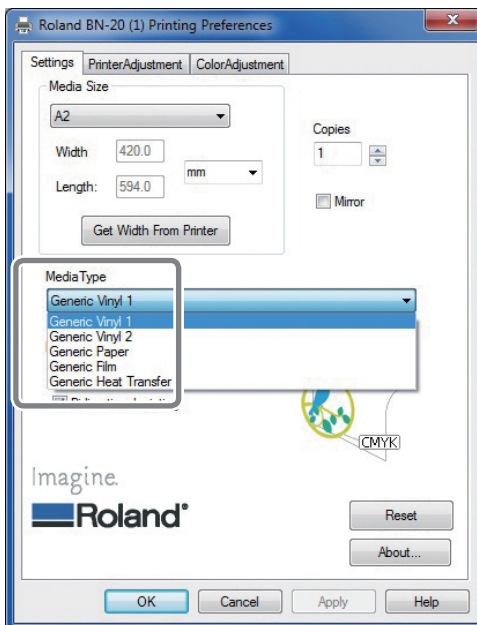 Roland BN-20 (1) Printing Preferences
Settings PrinterAdjustment ColorAdjustment
Media Size
A2
Width 420.0
mm
Length: 594.0
Get Width From Printer
Copies
1
Mirror
MediaType
Generic Vinyl 1
Generic Vinyl 1
Generic Vinyl 2
Generic Paper
Generic Film
Generic Heat Transfer
CMYK
Imagine.
Roland®
Reset
About...
OK Cancel Apply Help